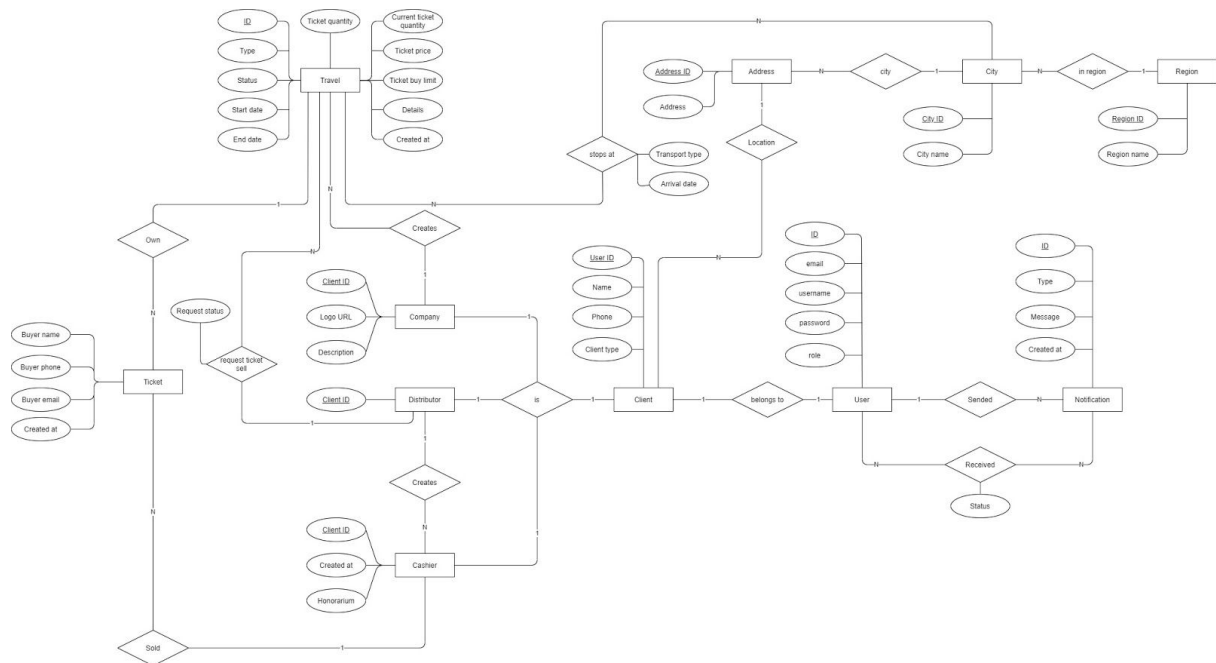 ID
Ticket quantity
Current ticket
quantity
Type
Ticket price
Status
Travel
Ticket buy limit
Start date
Details
End date
Created at
N
N
Address ID
Address
N
city
1
City
N
in region
1
Region
Address
1
City ID
Region ID
City name
Region name
Location
stops at
Transport type
Arrival date
1
N
N
N
Own
Creates
N
N
1
User ID
Name
Phone
Client type
ID
email
username
password
role
ID
Type
Message
Created at
Request status
Client ID
Logo URL
Company
1
Description
Buyer name
Buyer phone
Ticket
Buyer email
Created at
N
request ticket
sell
Client ID
Distributor
1
is
1
Client
1
belongs to
1
User
1
Sended
N
Notification
1
1
Creates
N
Received
N
Status
N
N
Client ID
Created at
Cashier
1
Honorarium
Sold
1